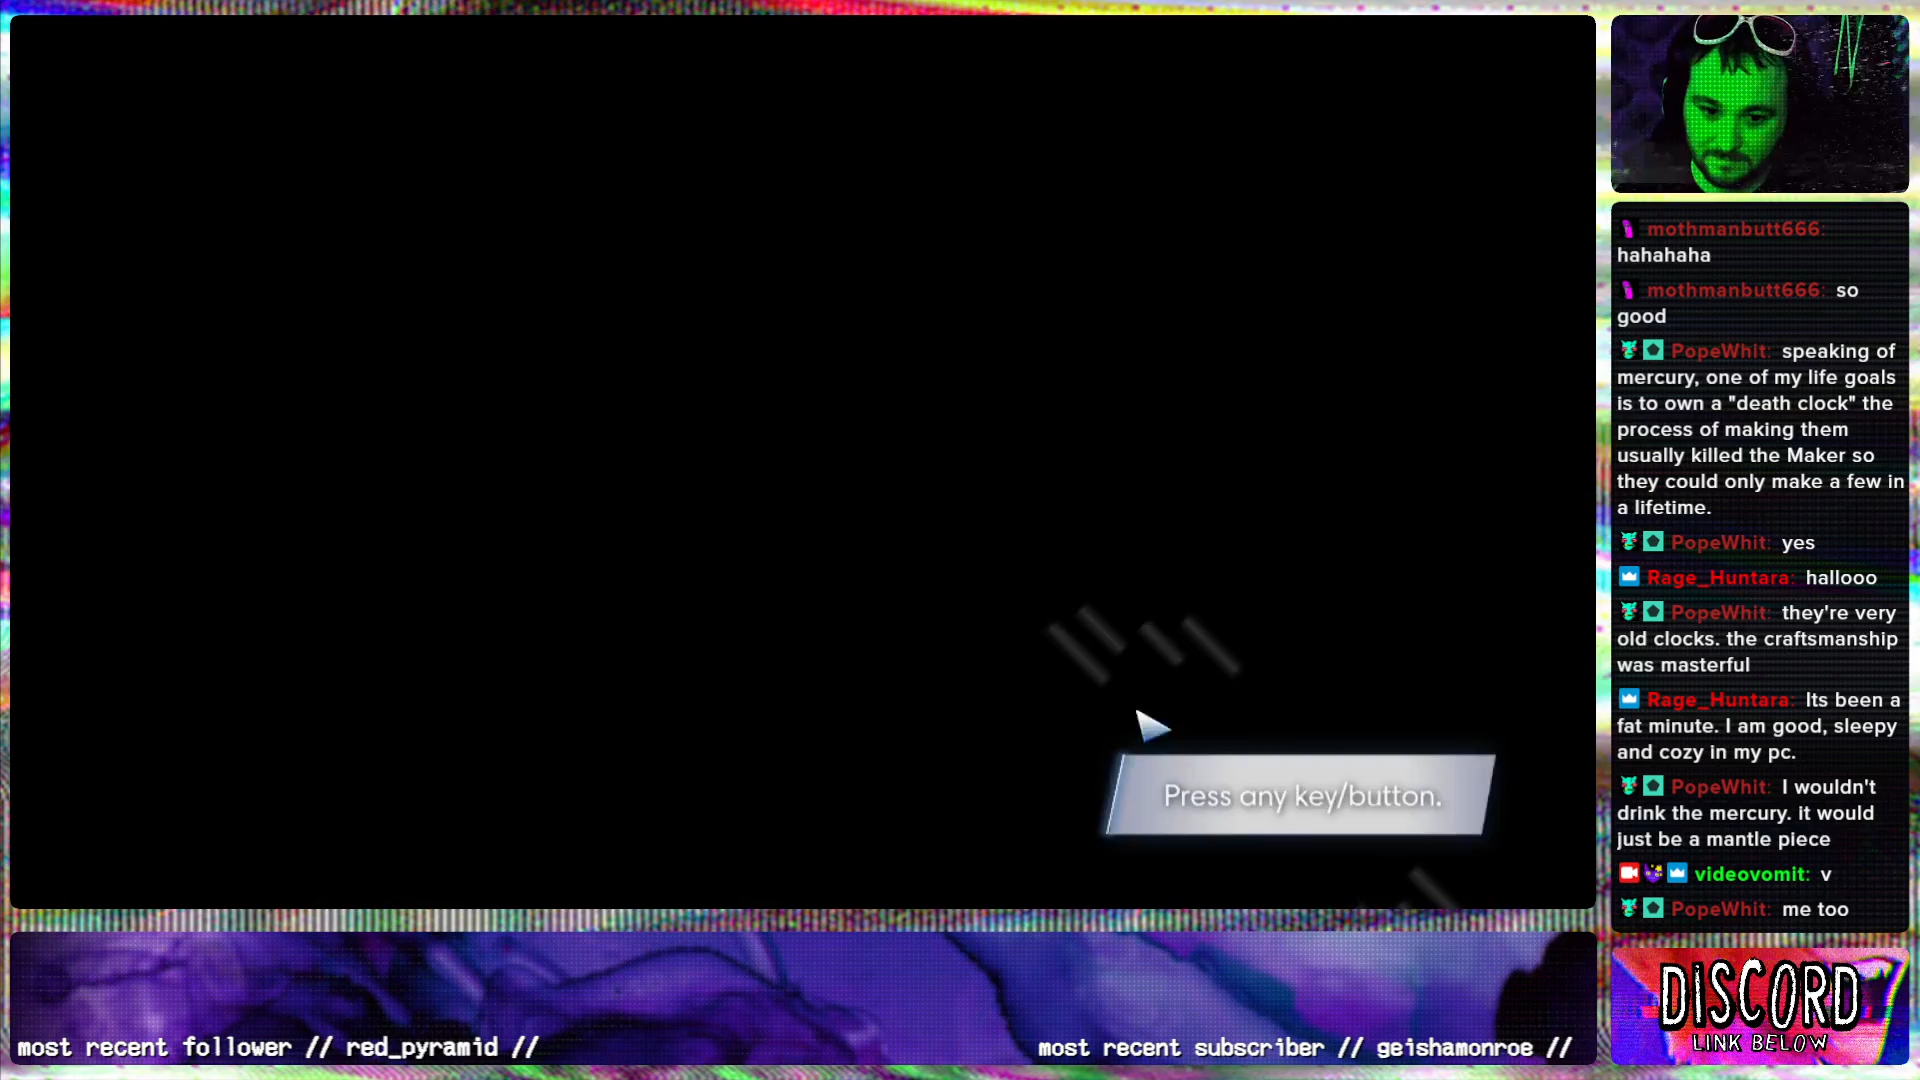 Press any key/button.
mothmanbutt666:
hahahaha
mothmanbutt666: so
good
PopeWhit: speaking of
mercury, one of my life goals
is to own a "death clock" the
process of making them
usually killed the Maker so
they could only make a few in
a lifetime.
PopeWhit: yes
Rage_Huntara: hallooo
PopeWhit: they're very
old clocks. the craftsmanship
was masterful
Rage_Huntara: Its been a
fat minute. I am good, sleepy
and cozy in my pc.
PopeWhit: I wouldn't
drink the mercury. it would
just be a mantle piece
videovomit: v
PopeWhit: me too
most recent follower // red_pyramid //
most recent subscriber // geishamonroe //
DISCORD
LINK BELOW